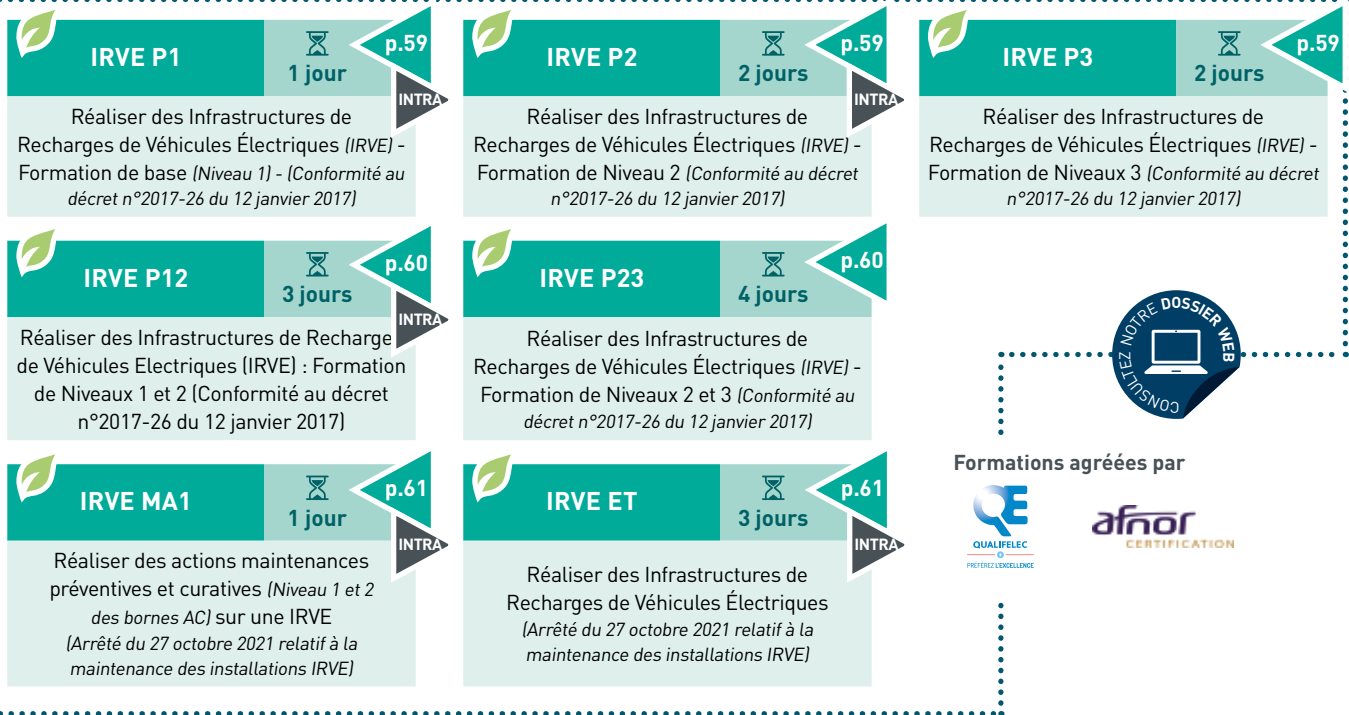 IRVE P1
1 jour
p.59
INTRA
Réaliser des Infrastructures de
Recharges de Véhicules Électriques (IRVE) -
Formation de base (Niveau 1) - (Conformité au
décret n°2017-26 du 12 janvier 2017)
IRVE P2
2 jours
p.59
INTRA
Réaliser des Infrastructures de
Recharges de Véhicules Électriques (IRVE) -
Formation de Niveau 2 (Conformité au décret
n°2017-26 du 12 janvier 2017)
IRVE P3
2 jours
p.59
Réaliser des Infrastructures de
Recharges de Véhicules Électriques (IRVE) -
Formation de Niveaux 3 (Conformité au décret
n°2017-26 du 12 janvier 2017)
IRVE P12
3 jours
p.60
INTRA
Réaliser des Infrastructures de Recharge
de Véhicules Electriques (IRVE) : Formation
de Niveaux 1 et 2 (Conformité au décret
n°2017-26 du 12 janvier 2017)
IRVE P23
4 jours
p.60
Réaliser des Infrastructures de
Recharges de Véhicules Électriques (IRVE) -
Formation de Niveaux 2 et 3 (Conformité au
décret n°2017-26 du 12 janvier 2017)
CONSULTEZ NOTRE DOSSIER WEB
IRVE MA1
1 jour
p.61
INTRA
Réaliser des actions maintenances
préventives et curatives (Niveau 1 et 2
des bornes AC) sur une IRVE
(Arrêté du 27 octobre 2021 relatif à la
maintenance des installations IRVE)
IRVE ET
3 jours
p.61
INTRA
Réaliser des Infrastructures de
Recharges de Véhicules Électriques
(Arrêté du 27 octobre 2021 relatif à la
maintenance des installations IRVE)
Formations agréées par
QE
QUALIFELEC
PRÉFÉREZ L'EXCELLENCE
afnor
CERTIFICATION